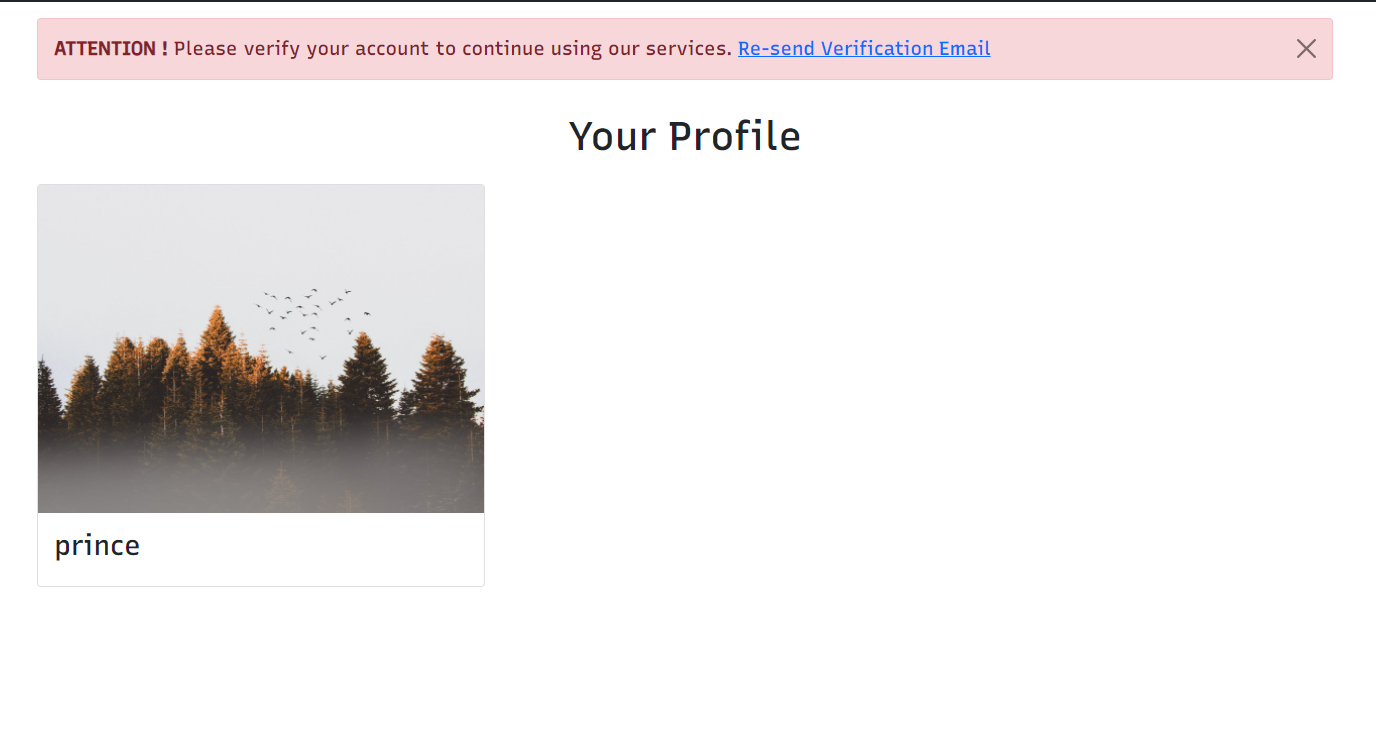 ATTENTION ! Please verify your account to continue using our services. Re-send Verification Email
Your Profile
prince